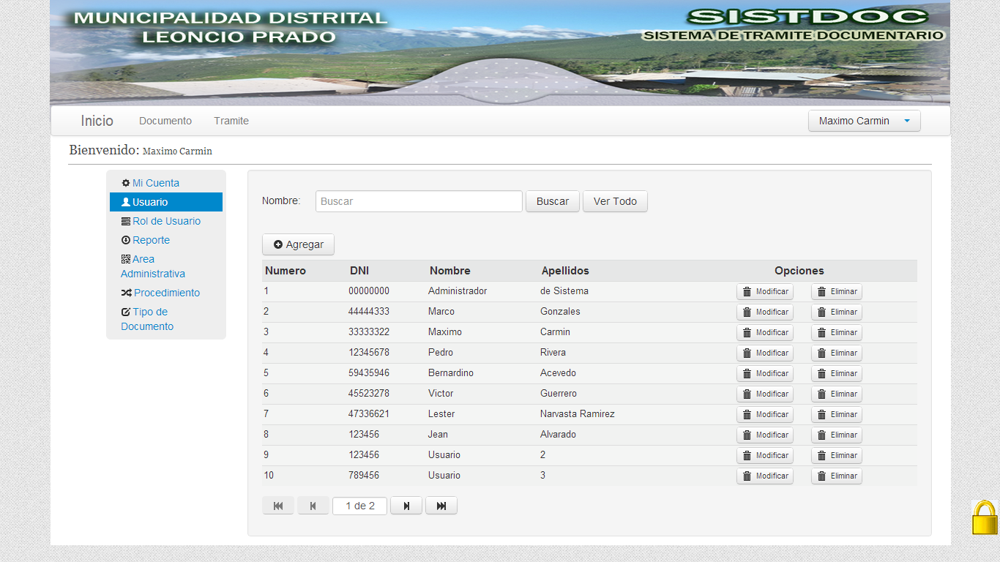 MUNICIPALIDAD DISTRITAL
LEONCIO PRADO
SISTDOC
SISTEMA DE TRAMITE DOCUMENTARIO
Inicio Documento Tramite Maximo Carmin
Bienvenido: Maximo Carmin
Mi Cuenta
Usuario
Rol de Usuario
Reporte
Area
Administrativa
Procedimiento
Tipo de
Documento
Nombre: Buscar Buscar Ver Todo
Agregar
Numero DNI Nombre Apellidos Opciones
1 00000000 Administrador de Sistema Modificar Eliminar
2 44444333 Marco Gonzales Modificar Eliminar
3 33333322 Maximo Carmin Modificar Eliminar
4 12345678 Pedro Rivera Modificar Eliminar
5 59435946 Bernardino Acevedo Modificar Eliminar
6 45523278 Victor Guerrero Modificar Eliminar
7 47336621 Lester Narvasta Ramirez Modificar Eliminar
8 123456 Jean Alvarado Modificar Eliminar
9 123456 Usuario 2 Modificar Eliminar
10 789456 Usuario 3 Modificar Eliminar
1 de 2